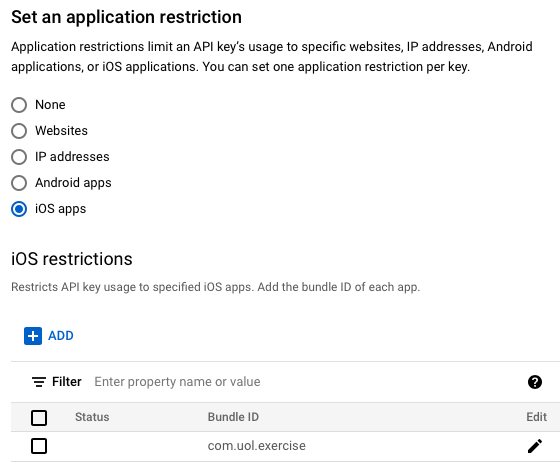 Set an application restriction
Application restrictions limit an API key's usage to specific websites, IP addresses, Android
applications, or iOS applications. You can set one application restriction per key.
None
Websites
IP addresses
Android apps
iOS apps
iOS restrictions
Restricts API key usage to specified iOS apps. Add the bundle ID of each app.
ADD
Filter Enter property name or value
Status Bundle ID Edit
com.uol.exercise